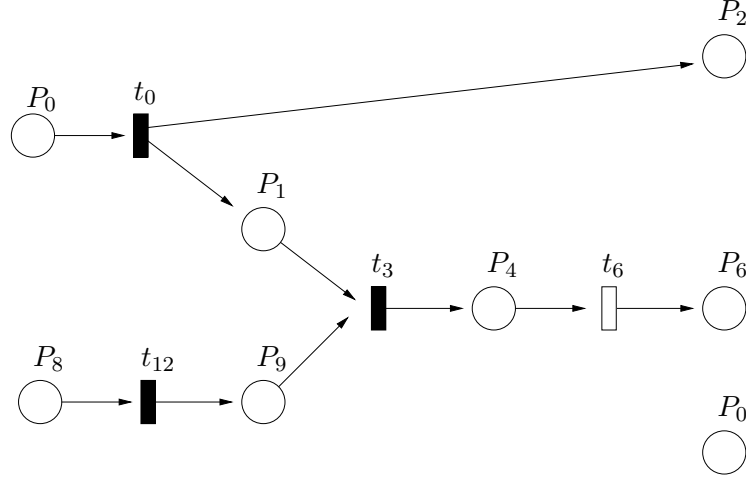 P₂
P₀
t₀
P₁
t₃
P₄
t₆
P₆
P₈
t₁₂
P₉
P₀